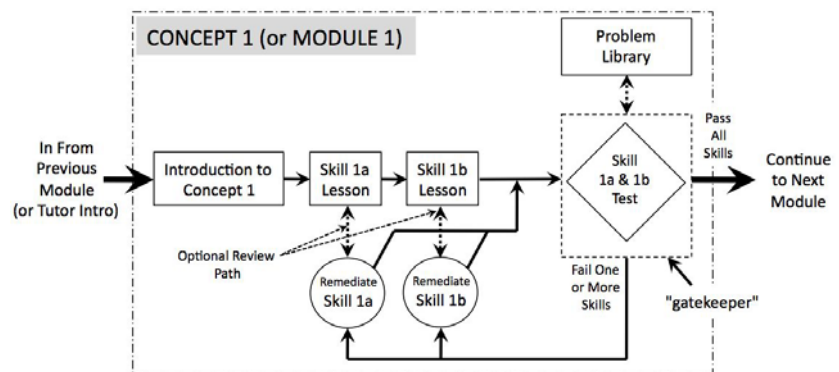 CONCEPT 1 (or MODULE 1)
Problem
Library
In From
Previous
Module
(or Tutor Intro)
Introduction to
Concept 1
Skill 1a
Lesson
Skill 1b
Lesson
Skill
1a & 1b
Test
Pass
All
Skills
Continue
to Next
Module
Optional Review
Path
Remediate
Skill 1a
Remediate
Skill 1b
Fail One
or More
Skills
"gatekeeper"